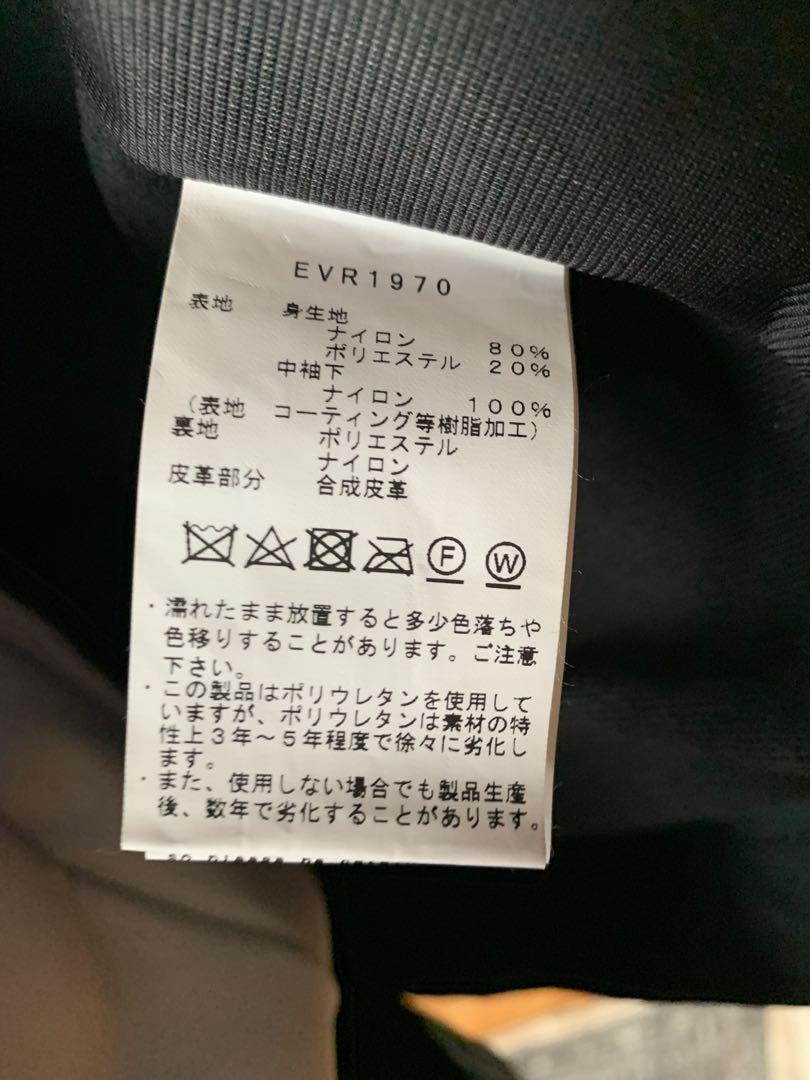 EVR1970
表地 身生地
ナイロン 80%
ポリエステル 20%
中袖下
ナイロン 100%
(表地 コーティング等樹脂加工)
裏地 ポリエステル
ナイロン
皮革部分 合成皮革
F W
・濡れたまま放置すると多少色落ちや
色移りすることがあります。ご注意
下さい。
・この製品はポリウレタンを使用して
いますが、ポリウレタンは素材の特
性上3年〜5年程度で徐々に劣化し
ます。
・また、使用しない場合でも製品生産
後、数年で劣化することがあります。